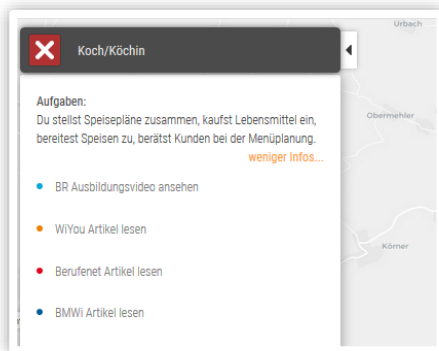 Urbach
Koch/Köchin
Aufgaben:
Du stellst Speisepläne zusammen, kaufst Lebensmittel ein,
bereitest Speisen zu, berätst Kunden bei der Menüplanung.
weniger Infos...
Obermehler
BR Ausbildungsvideo ansehen
WiYou Artikel lesen
Berufenet Artikel lesen
Körner
BMWi Artikel lesen